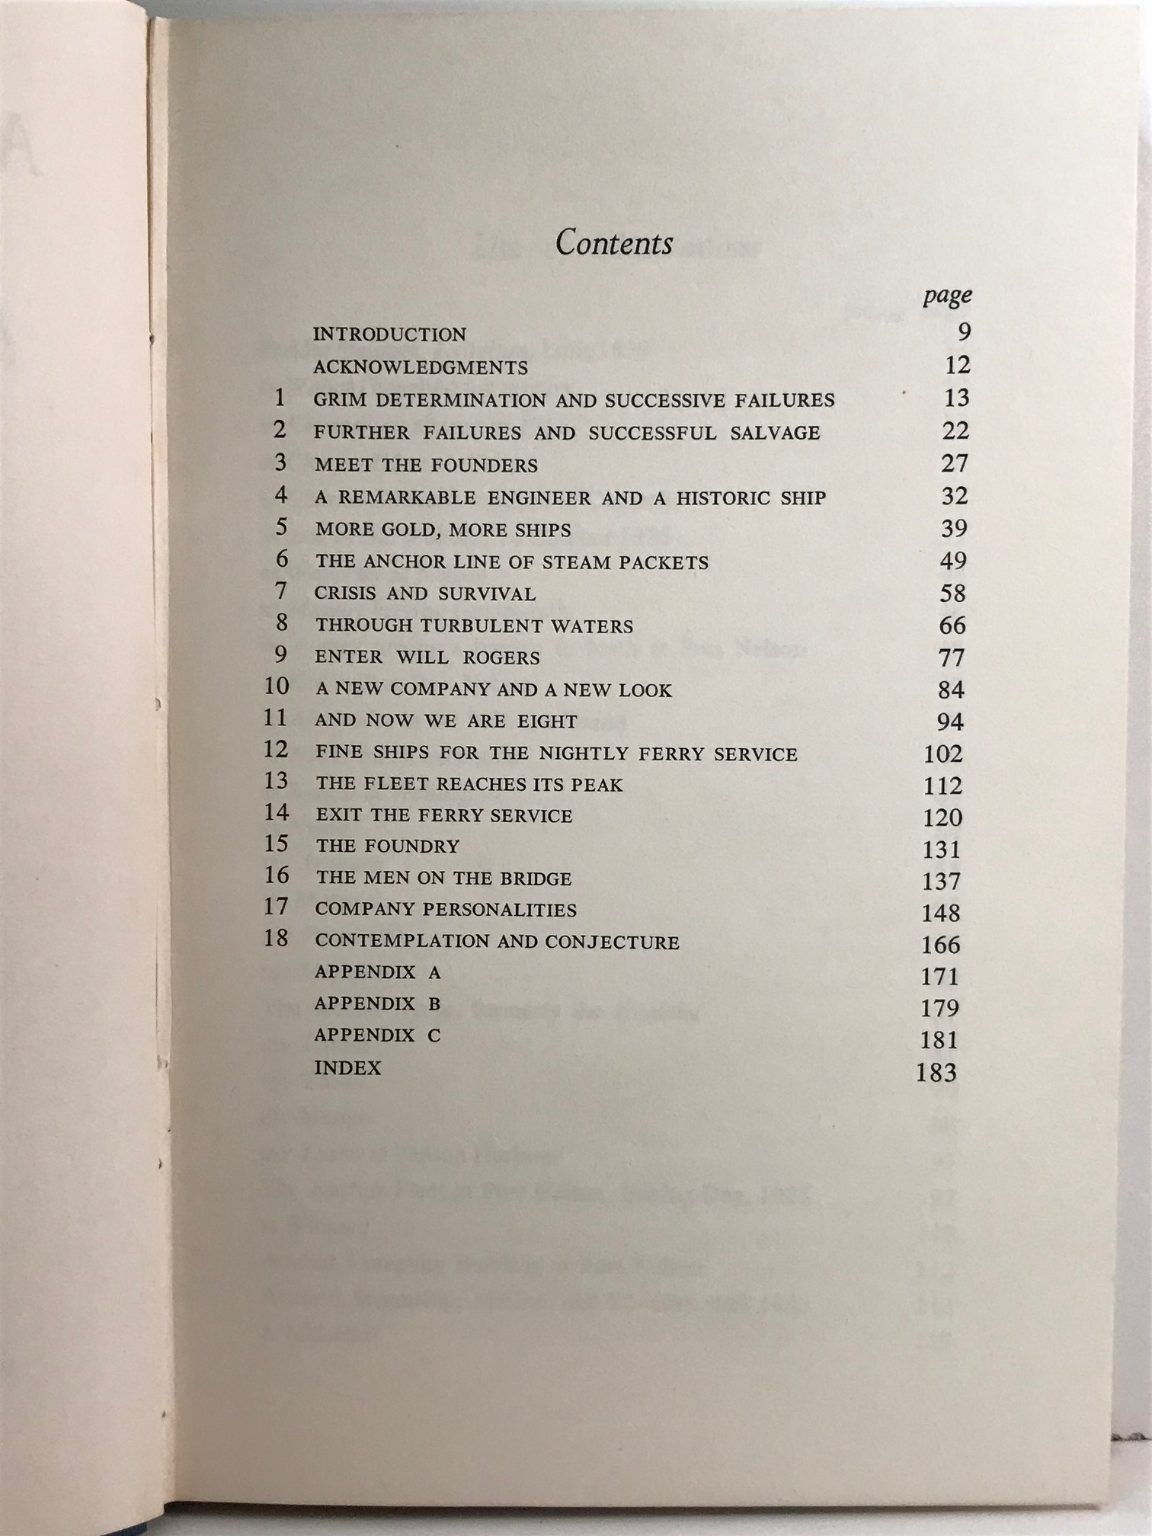 Contents
page
INTRODUCTION 9
ACKNOWLEDGMENTS 12
1 GRIM DETERMINATION AND SUCCESSIVE FAILURES 13
2 FURTHER FAILURES AND SUCCESSFUL SALVAGE 22
3 MEET THE FOUNDERS 27
4 A REMARKABLE ENGINEER AND A HISTORIC SHIP 32
5 MORE GOLD, MORE SHIPS 39
6 THE ANCHOR LINE OF STEAM PACKETS 49
7 CRISIS AND SURVIVAL 58
8 THROUGH TURBULENT WATERS 66
9 ENTER WILL ROGERS 77
10 A NEW COMPANY AND A NEW LOOK 84
11 AND NOW WE ARE EIGHT 94
12 FINE SHIPS FOR THE NIGHTLY FERRY SERVICE 102
13 THE FLEET REACHES ITS PEAK 112
14 EXIT THE FERRY SERVICE 120
15 THE FOUNDRY 131
16 THE MEN ON THE BRIDGE 137
17 COMPANY PERSONALITIES 148
18 CONTEMPLATION AND CONJECTURE 166
APPENDIX A 171
APPENDIX B 179
APPENDIX C 181
INDEX 183